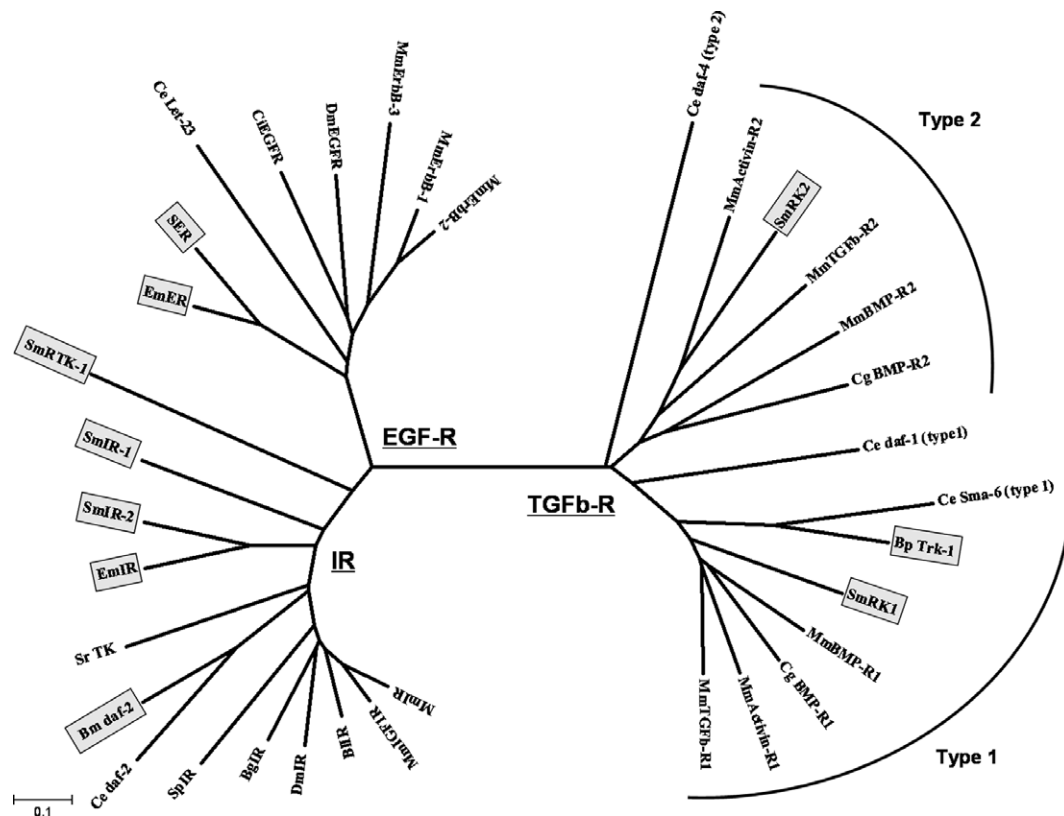 Ce Let-23
CiEGFR
DmEGFR
MmErbB-3
MmErbB-1
MmErbB-2
SER
EmER
SmRTK-1
SmIR-1
SmIR-2
EmIR
Sr TK
Bm daf-2
Ce daf-2
SpIR
BgIR
DmIR
BlIR
MmIGF1R
MmIR
EGF-R
IR
TGFb-R
Ce daf-4 (type 2)
MmActivin-R2
SmRK2
MmTGFb-R2
MmBMP-R2
Cg BMP-R2
Type 2
Ce daf-1 (type1)
Ce Sma-6 (type 1)
Bp Trk-1
SmRK1
MmBMP-R1
Cg BMP-R1
MmActivin-R1
MmTGFb-R1
Type 1
0.1